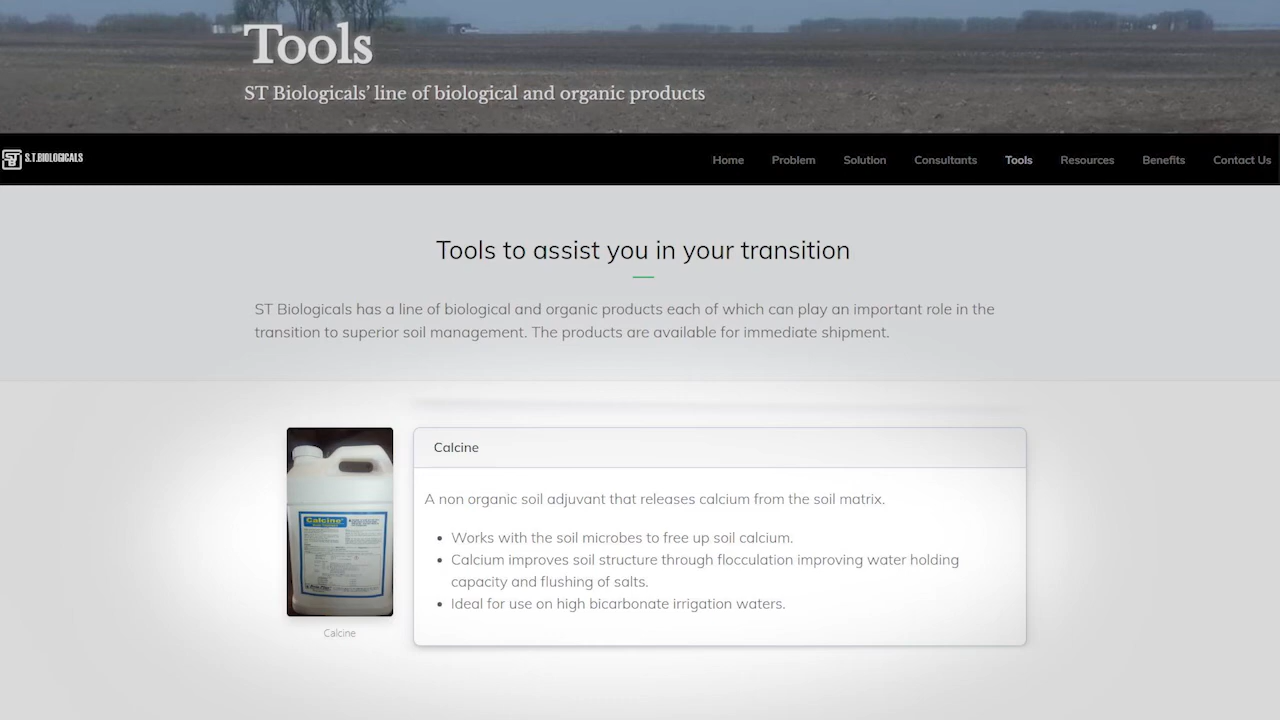 Tools
ST Biologicals' line of biological and organic products
STB S.T.BIOLOGICALS
Home Problem Solution Consultants Tools Resources Benefits Contact Us
Tools to assist you in your transition
ST Biologicals has a line of biological and organic products each of which can play an important role in the
transition to superior soil management. The products are available for immediate shipment.
Calcine
Calcine
A non organic soil adjuvant that releases calcium from the soil matrix.
• Works with the soil microbes to free up soil calcium.
• Calcium improves soil structure through flocculation improving water holding
capacity and flushing of salts.
• Ideal for use on high bicarbonate irrigation waters.
Calcine